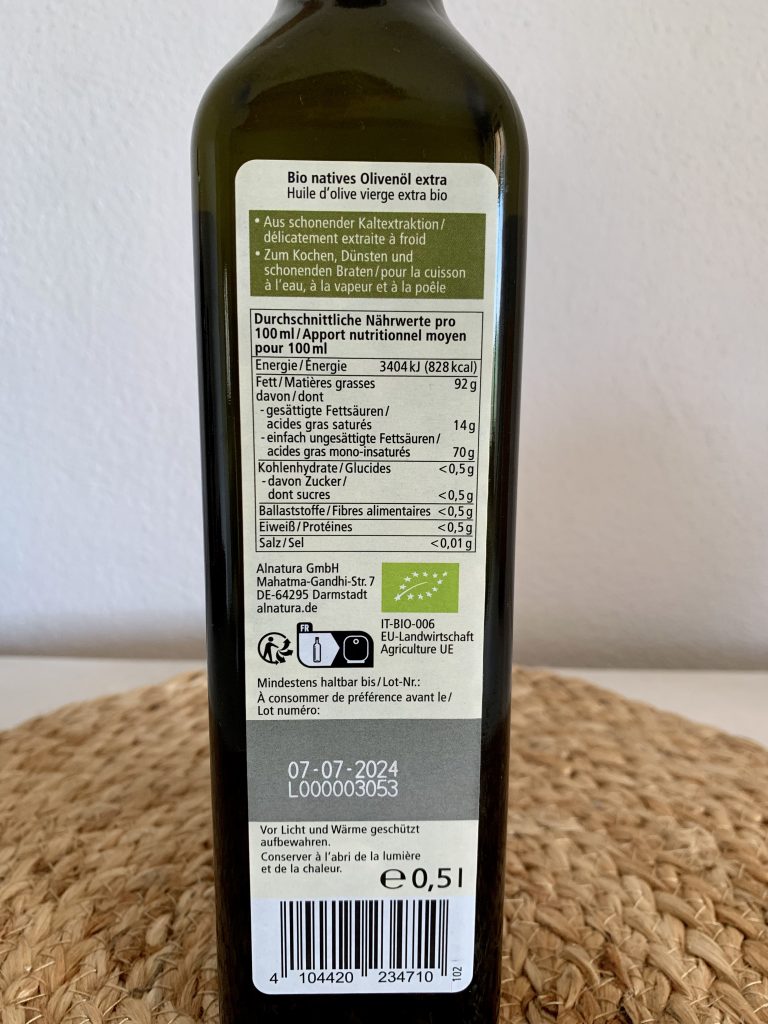 Bio natives Olivenöl extra
Huile d'olive vierge extra bio
• Aus schonender Kaltextraktion/
délicatement extraite à froid
• Zum Kochen, Dünsten und
schonenden Braten/pour la cuisson
à l'eau, à la vapeur et à la poêle
Durchschnittliche Nährwerte pro
100 ml/Apport nutritionnel moyen
pour 100 ml
Energie/Énergie 3404 kJ (828 kcal)
Fett/Matières grasses 92 g
davon/dont
- gesättigte Fettsäuren/
acides gras saturés 14 g
- einfach ungesättigte Fettsäuren/
acides gras mono-insaturés 70 g
Kohlenhydrate/Glucides <0,5 g
- davon Zucker/
dont sucres <0,5 g
Ballaststoffe/Fibres alimentaires <0,5 g
Eiweiß/Protéines <0,5 g
Salz/Sel <0,01 g
Alnatura GmbH
Mahatma-Gandhi-Str. 7
DE-64295 Darmstadt
alnatura.de
IT-BIO-006
EU-Landwirtschaft
Agriculture UE
FR
Mindestens haltbar bis/Lot-Nr.:
À consommer de préférence avant le/
Lot numéro:
07-07-2024
L000003053
Vor Licht und Wärme geschützt
aufbewahren.
Conserver à l'abri de la lumière
et de la chaleur.
℮ 0,5 l
4 104420 234710
102